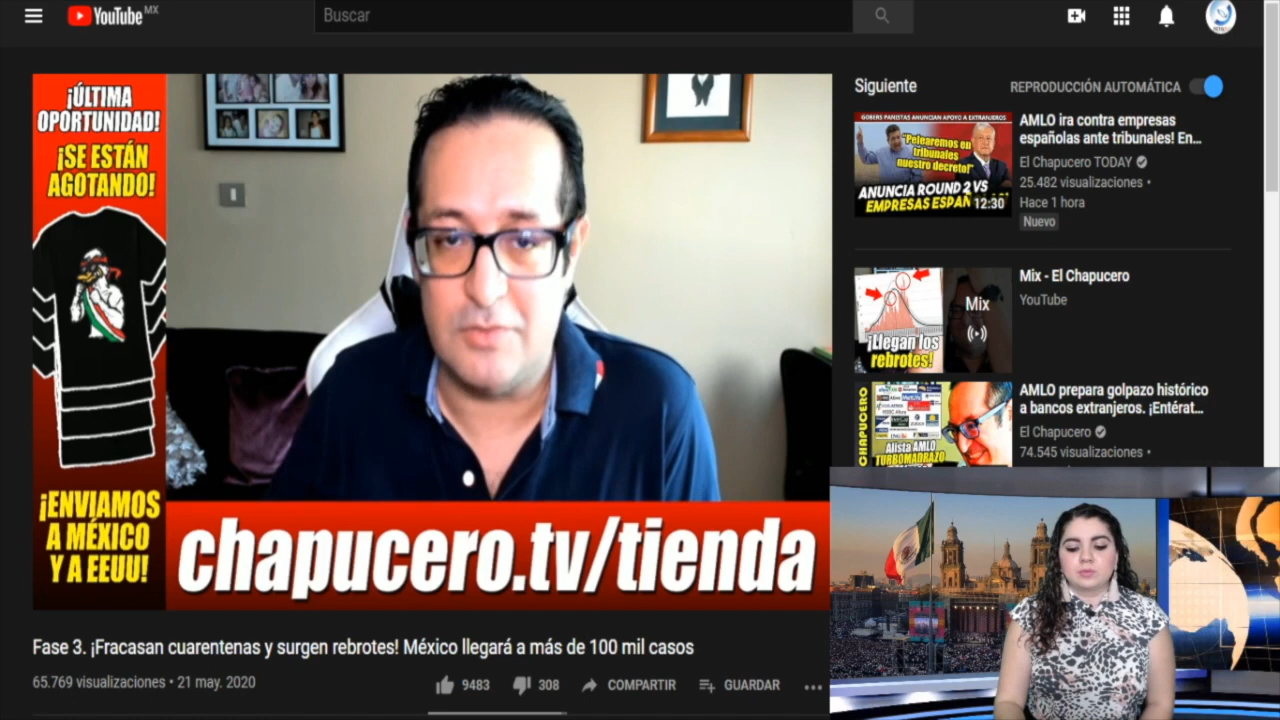 YouTube MX
Buscar
¡ÚLTIMA
OPORTUNIDAD!
¡SE ESTÁN
AGOTANDO!
¡ENVIAMOS
A MÉXICO
Y A EEUU!
chapucero.tv/tienda
Fase 3. ¡Fracasan cuarentenas y surgen rebrotes! México llegará a más de 100 mil casos
65.769 visualizaciones • 21 may. 2020
9483
308
COMPARTIR
GUARDAR
Siguiente
REPRODUCCIÓN AUTOMÁTICA
GOBERS PANISTAS ANUNCIAN APOYO A EXTRANJEROS
"Pelearemos en
tribunales
nuestro decreto!"
ANUNCIA ROUND 2 VS
EMPRESAS ESPAÑ
12:30
AMLO ira contra empresas
españolas ante tribunales! En...
El Chapucero TODAY
25.482 visualizaciones •
Hace 1 hora
Nuevo
¡Llegan los
rebrotes!
Mix
Mix - El Chapucero
YouTube
CHAPUCERO
Alista AMLO
TURBOMADRAZO
AMLO prepara golpazo histórico
a bancos extranjeros. ¡Entérat...
El Chapucero
74.545 visualizaciones •